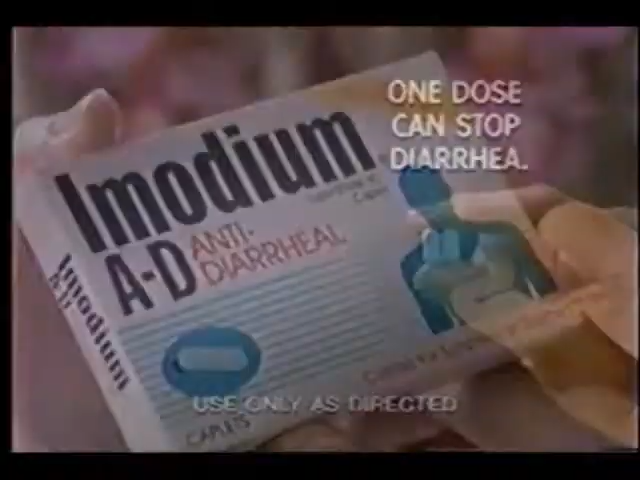 ONE DOSE
CAN STOP
DIARRHEA.
Imodium
A-D ANTI-
DIARRHEAL
Imodium
A-D
CAPLETS
USE ONLY AS DIRECTED